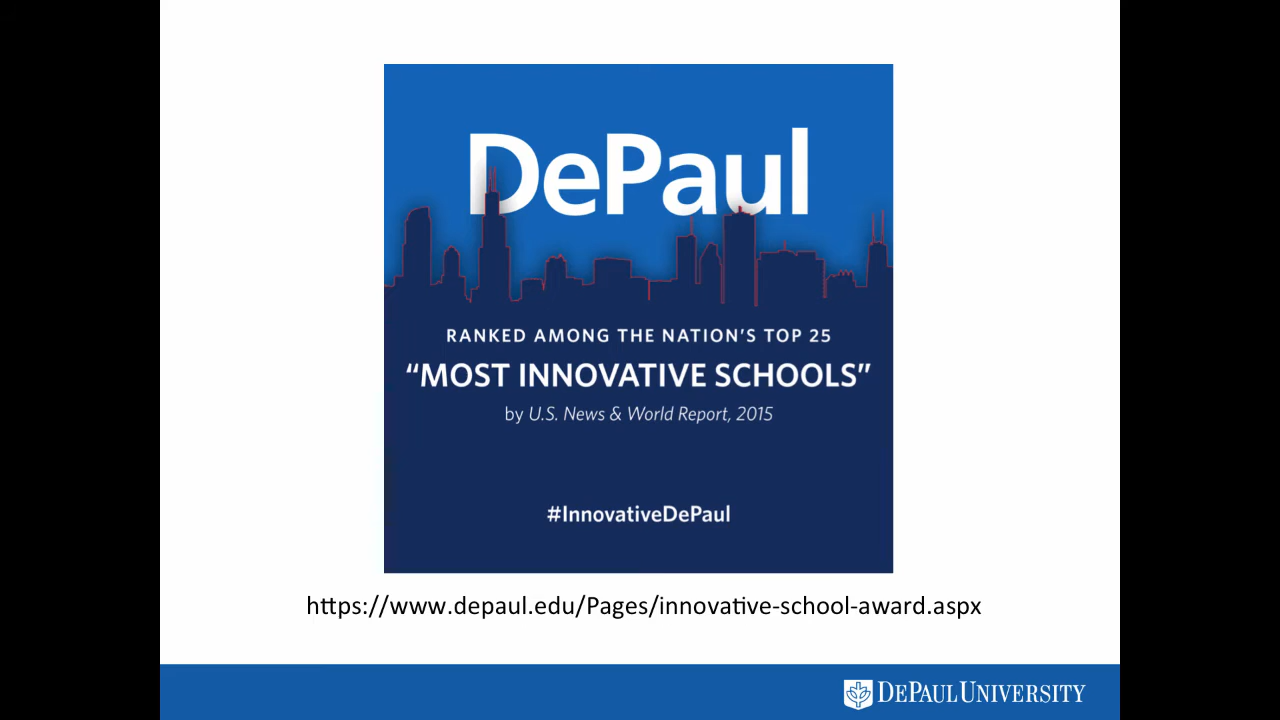 DePaul
RANKED AMONG THE NATION'S TOP 25
“MOST INNOVATIVE SCHOOLS”
by U.S. News & World Report, 2015
#InnovativeDePaul
https://www.depaul.edu/Pages/innovative-school-award.aspx
DEPAUL UNIVERSITY